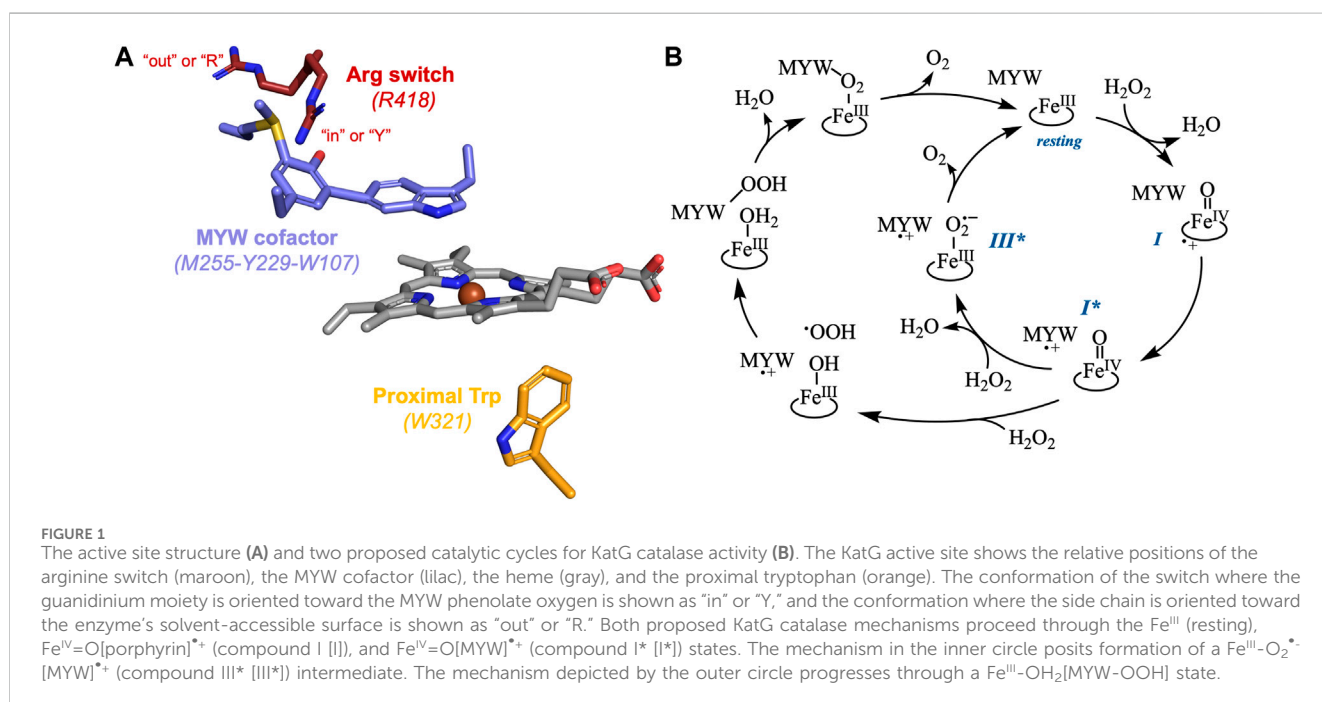 A
"out" or "R"
Arg switch
(R418)
"in" or "Y"
MYW cofactor
(M255-Y229-W107)
Proximal Trp
(W321)
B
MYW
O2
FeIII
O2
MYW
FeIII
resting
H2O2
H2O
H2O
OOH
MYW
OH2
FeIII
O2
MYW
•+
O2•−
FeIII
III*
MYW
O
FeIV
•+
I
I*
MYW
•+
O
FeIV
H2O
H2O2
•OOH
MYW
•+
OH
FeIII
H2O2
FIGURE 1
The active site structure (A) and two proposed catalytic cycles for KatG catalase activity (B). The KatG active site shows the relative positions of the
arginine switch (maroon), the MYW cofactor (lilac), the heme (gray), and the proximal tryptophan (orange). The conformation of the switch where the
guanidinium moiety is oriented toward the MYW phenolate oxygen is shown as "in" or "Y," and the conformation where the side chain is oriented toward
the enzyme's solvent-accessible surface is shown as "out" or "R." Both proposed KatG catalase mechanisms proceed through the FeIII (resting),
FeIV=O[porphyrin]•+ (compound I [I]), and FeIV=O[MYW]•+ (compound I* [I*]) states. The mechanism in the inner circle posits formation of a FeIII-O2•-
[MYW]•+ (compound III* [III*]) intermediate. The mechanism depicted by the outer circle progresses through a FeIII-OH2[MYW-OOH] state.